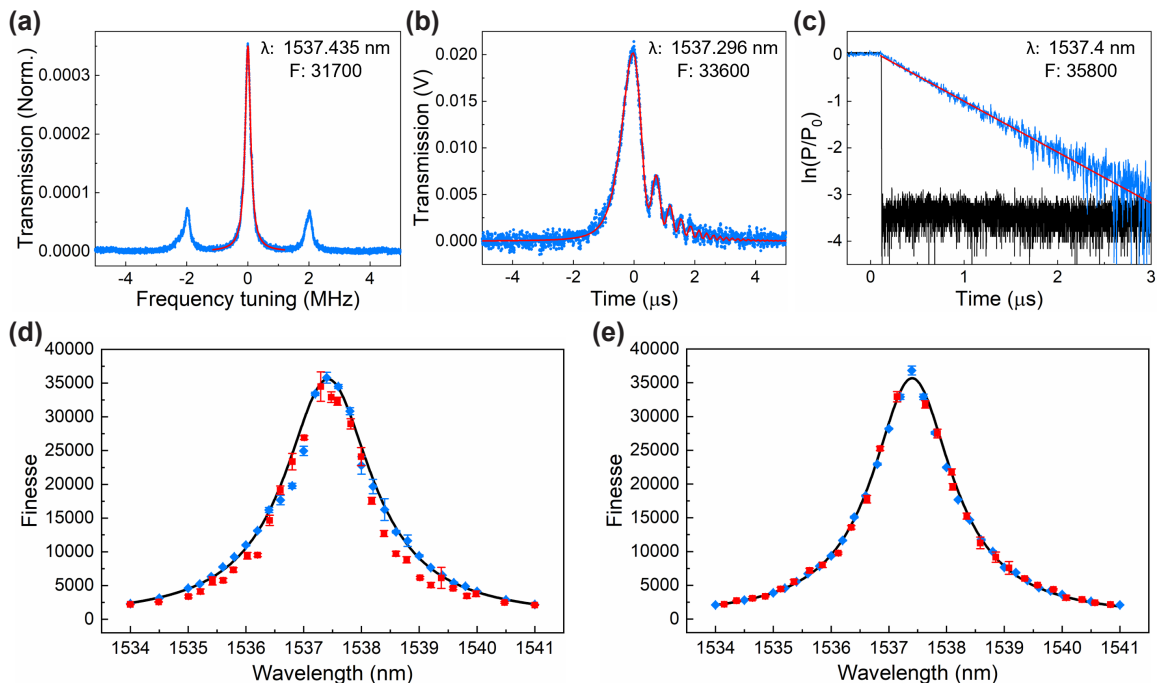 (a)
λ: 1537.435 nm
F: 31700
Transmission (Norm.)
0.0003
0.0002
0.0001
0.0000
-4 -2 0 2 4
Frequency tuning (MHz)
(b)
λ: 1537.296 nm
F: 33600
Transmission (V)
0.020
0.015
0.010
0.005
0.000
-4 -2 0 2 4
Time (μs)
(c)
λ: 1537.4 nm
F: 35800
ln(P/P₀)
0
-1
-2
-3
-4
0 1 2 3
Time (μs)
(d)
Finesse
40000
35000
30000
25000
20000
15000
10000
5000
0
1534 1535 1536 1537 1538 1539 1540 1541
Wavelength (nm)
(e)
Finesse
40000
35000
30000
25000
20000
15000
10000
5000
0
1534 1535 1536 1537 1538 1539 1540 1541
Wavelength (nm)